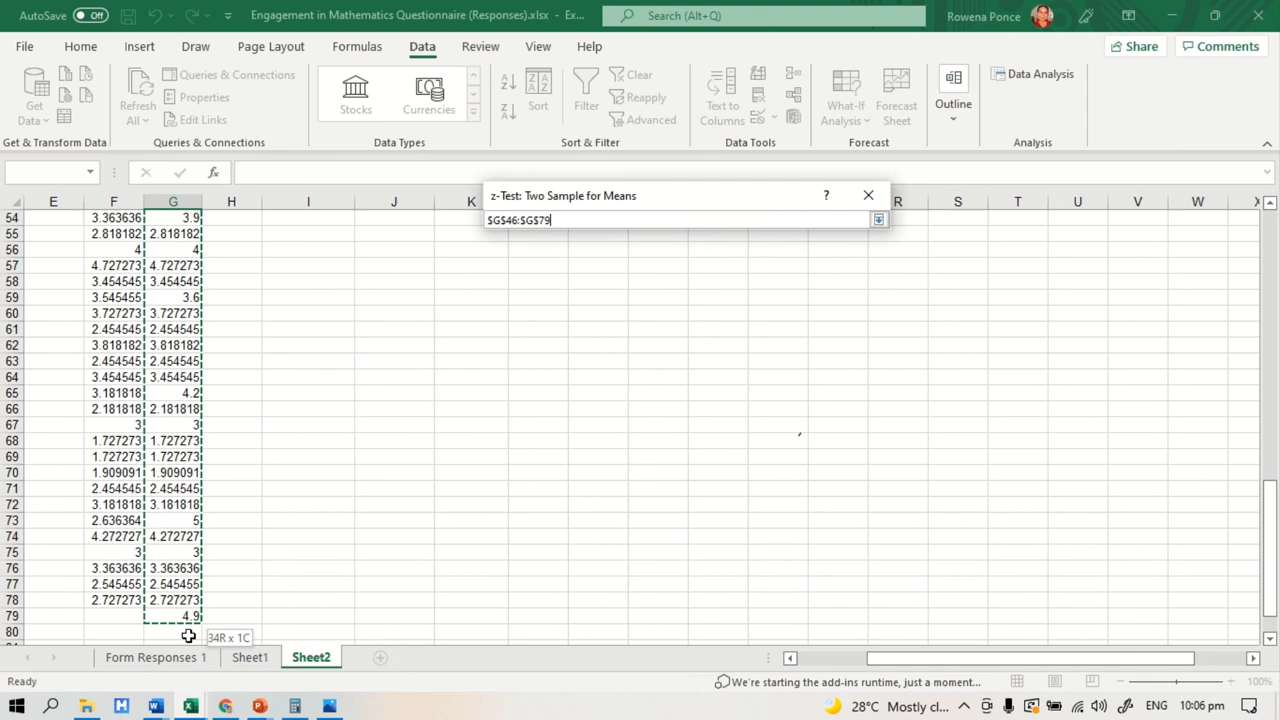 AutoSave Off Engagement in Mathematics Questionnaire (Responses).xlsx - Ex... Search (Alt+Q) Rowena Ponce
File Home Insert Draw Page Layout Formulas Data Review View Help Share Comments
Get Data Refresh All Queries & Connections Properties Edit Links Stocks Currencies Sort Filter Clear Reapply Advanced Text to Columns What-If Analysis Forecast Sheet Outline Data Analysis
Get & Transform Data Queries & Connections Data Types Sort & Filter Data Tools Forecast Analysis
fx
z-Test: Two Sample for Means ?
$G$46:$G$79
E F G H I J K R S T U V W X
54 3.363636 3.9
55 2.818182 2.818182
56 4 4
57 4.727273 4.727273
58 3.454545 3.454545
59 3.545455 3.6
60 3.727273 3.727273
61 2.454545 2.454545
62 3.818182 3.818182
63 2.454545 2.454545
64 3.454545 3.454545
65 3.181818 4.2
66 2.181818 2.181818
67 3 3
68 1.727273 1.727273
69 1.727273 1.727273
70 1.909091 1.909091
71 2.454545 2.454545
72 3.181818 3.181818
73 2.636364 5
74 4.272727 4.272727
75 3 3
76 3.363636 3.363636
77 2.545455 2.545455
78 2.727273 2.727273
79 4.9
80
34R x 1C
Form Responses 1 Sheet1 Sheet2
Ready We're starting the add-ins runtime, just a moment... 100%
28°C Mostly cl... ENG 10:06 pm